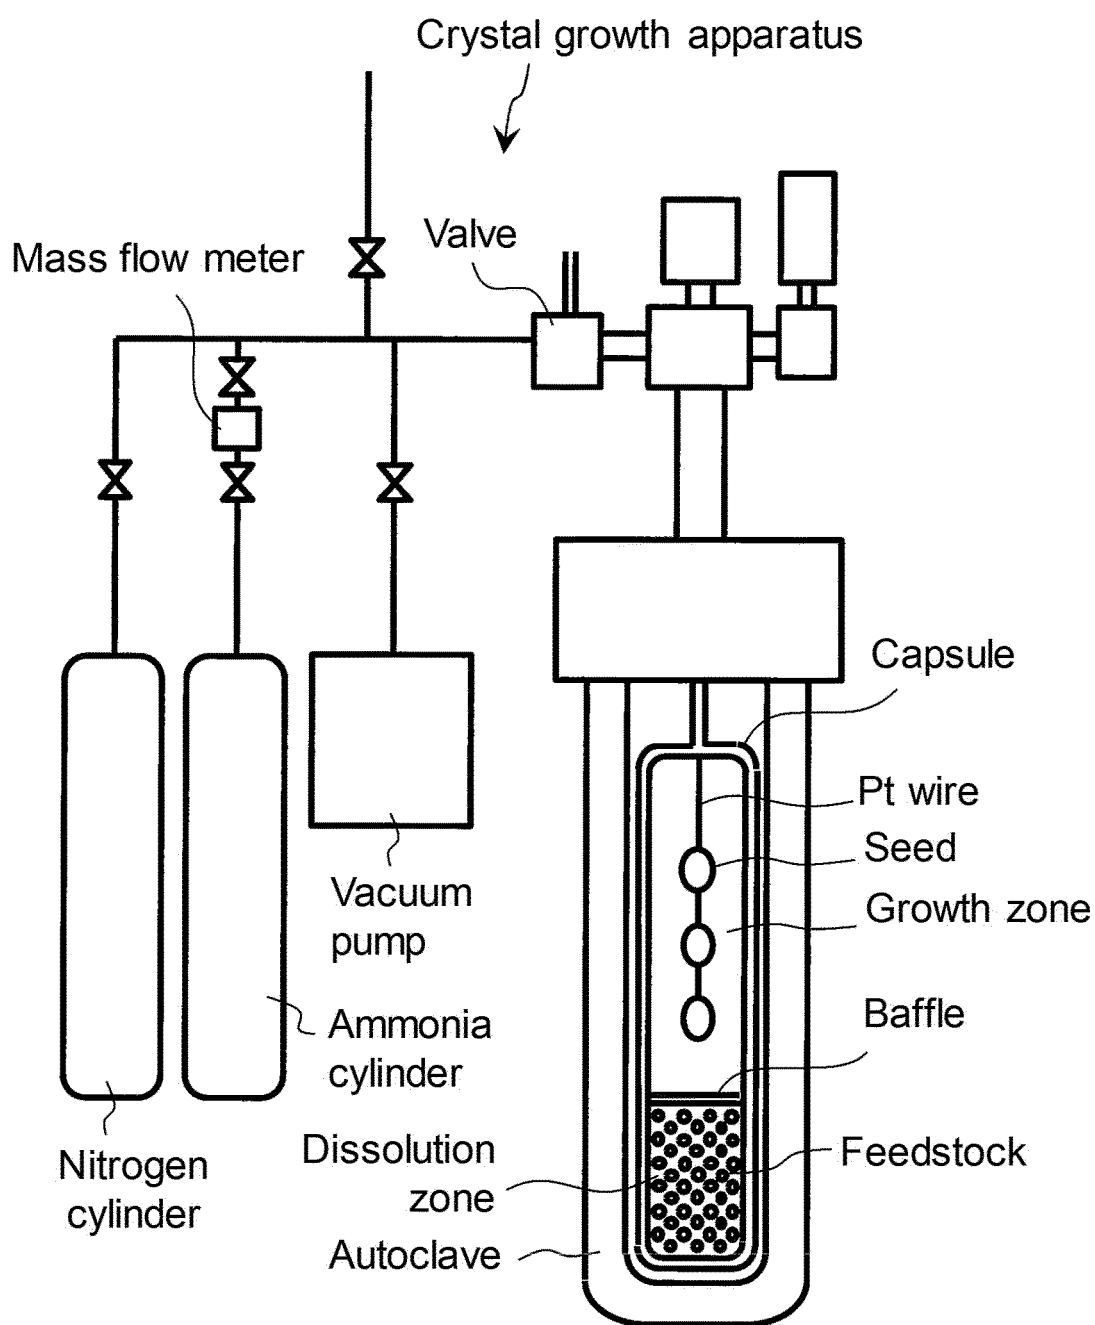 Crystal growth apparatus
Valve
Mass flow meter
Capsule
Pt wire
Seed
Growth zone
Vacuum
pump
Baffle
Ammonia
cylinder
Dissolution
zone
Feedstock
Nitrogen
cylinder
Autoclave